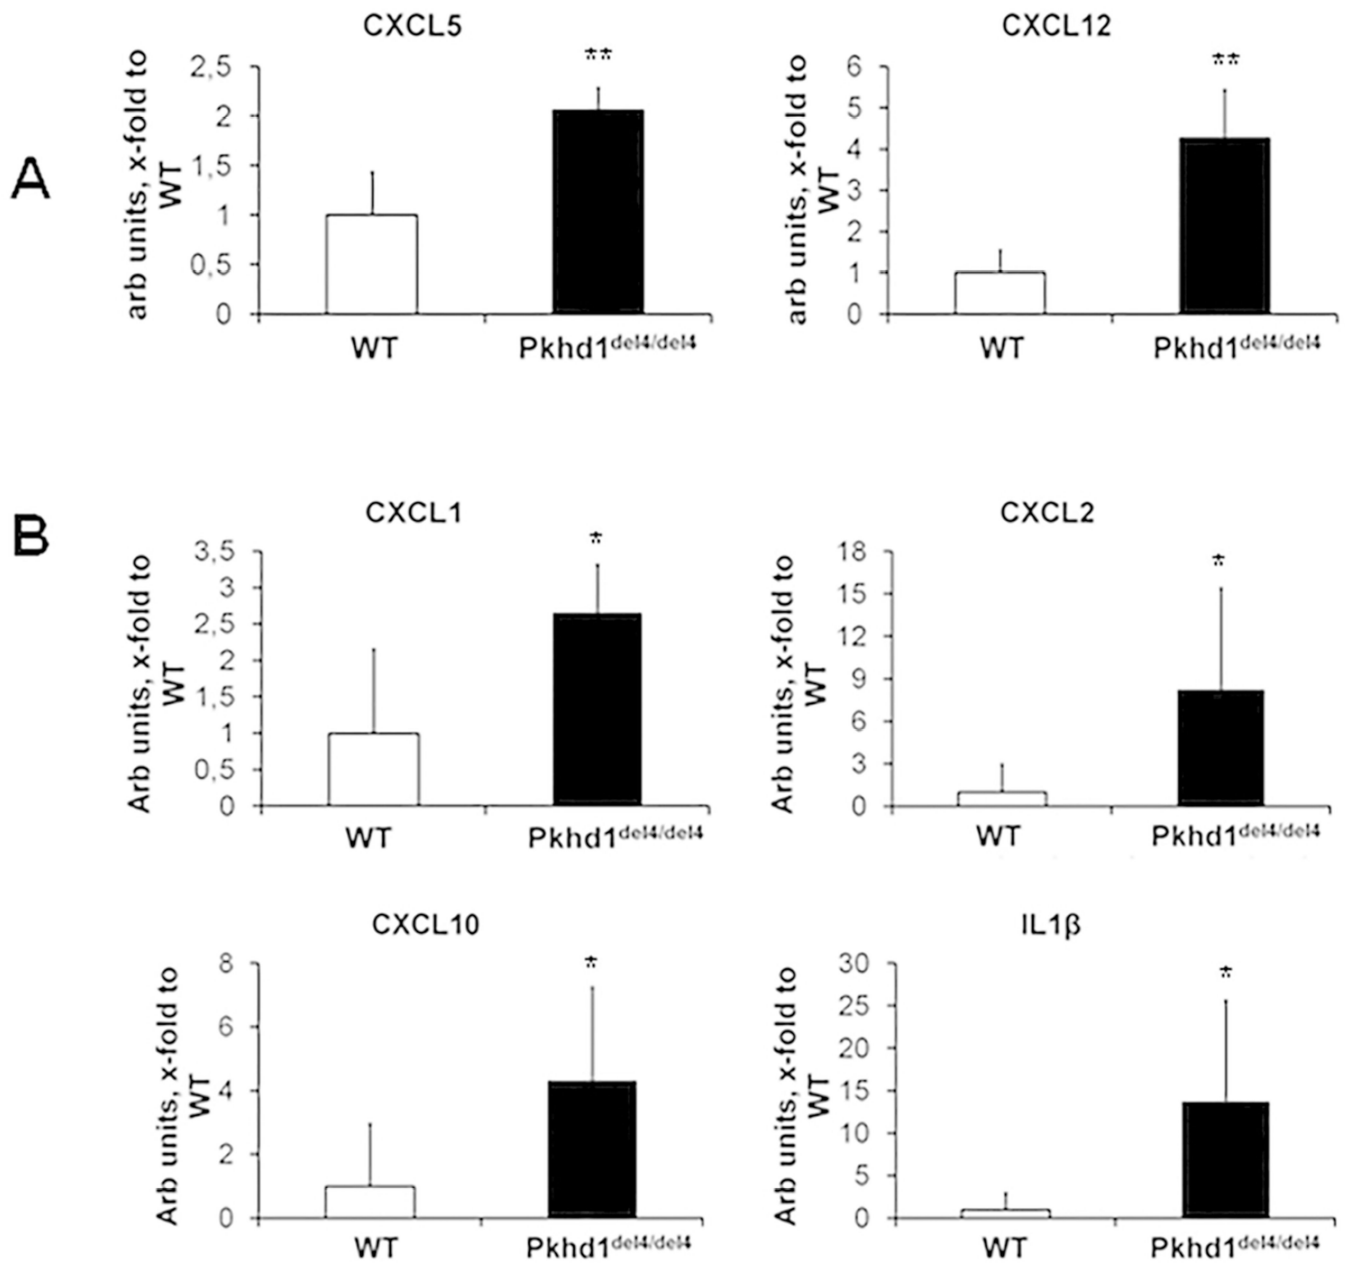 A
CXCL5
arb units, x-fold to
WT
2,5
2
1,5
1
0,5
0
**
WT
Pkhd1del4/del4
CXCL12
arb units, x-fold to
WT
6
5
4
3
2
1
0
**
WT
Pkhd1del4/del4
B
CXCL1
Arb units, x-fold to
WT
3,5
3
2,5
2
1,5
1
0,5
0
*
WT
Pkhd1del4/del4
CXCL2
Arb units, x-fold to
WT
18
15
12
9
6
3
0
*
WT
Pkhd1del4/del4
CXCL10
Arb units, x-fold to
WT
8
6
4
2
0
*
WT
Pkhd1del4/del4
IL1β
Arb units, x-fold to
WT
30
25
20
15
10
5
0
*
WT
Pkhd1del4/del4